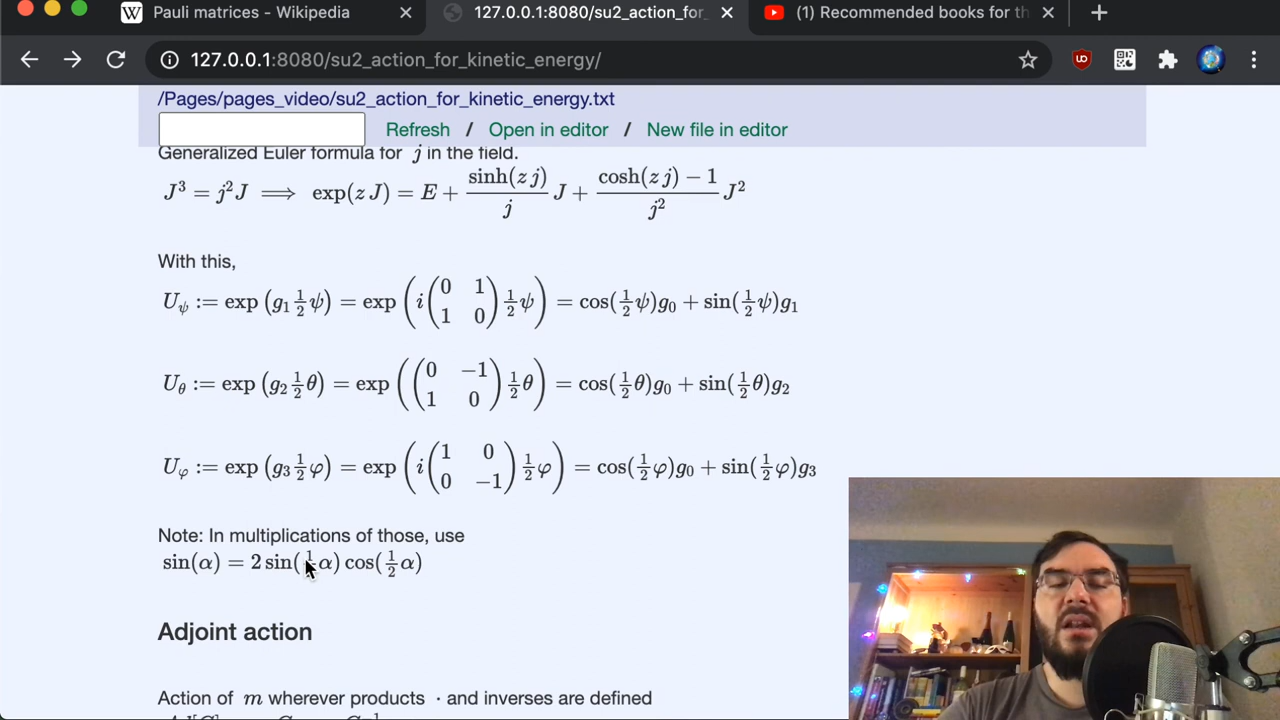 W Pauli matrices - Wikipedia
127.0.0.1:8080/su2_action_for_
(1) Recommended books for th
127.0.0.1:8080/su2_action_for_kinetic_energy/
/Pages/pages_video/su2_action_for_kinetic_energy.txt
Refresh / Open in editor / New file in editor
Generalized Euler formula for j in the field.
J³ = j²J ⟹ exp(z J) = E + sinh(z j)/j J + (cosh(z j) − 1)/j² J²
With this,
U_ψ := exp (g₁ ½ψ) = exp (i (0 1; 1 0) ½ψ) = cos(½ψ)g₀ + sin(½ψ)g₁
U_θ := exp (g₂ ½θ) = exp ((0 −1; 1 0) ½θ) = cos(½θ)g₀ + sin(½θ)g₂
U_φ := exp (g₃ ½φ) = exp (i (1 0; 0 −1) ½φ) = cos(½φ)g₀ + sin(½φ)g₃
Note: In multiplications of those, use
sin(α) = 2 sin(½α) cos(½α)
Adjoint action
Action of m wherever products · and inverses are defined